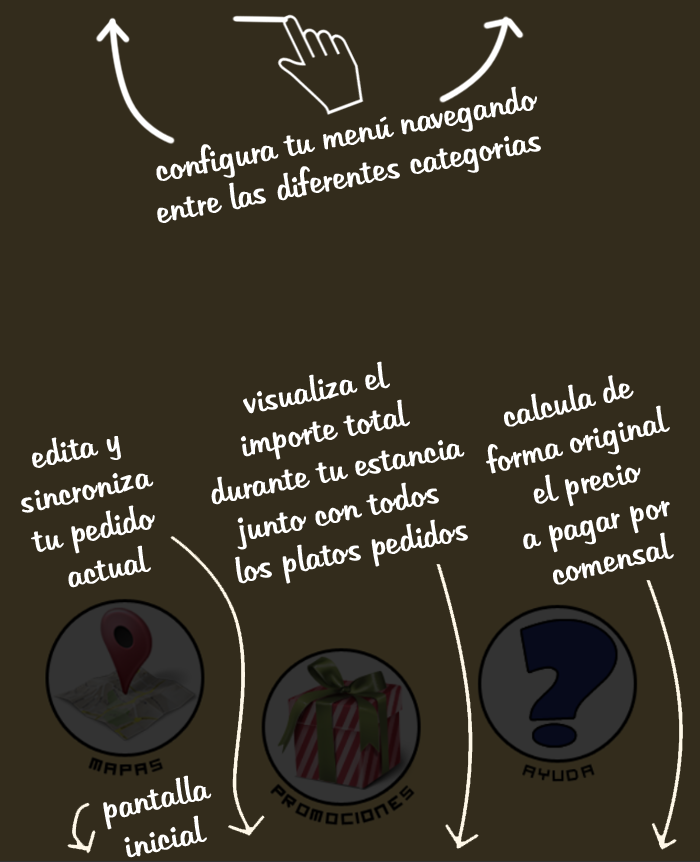 configura tu menú navegando
entre las diferentes categorias
visualiza el
importe total
durante tu estancia
junto con todos
los platos pedidos
calcula de
forma original
el precio
a pagar por
comensal
edita y
sincroniza
tu pedido
actual
MAPAS
PROMOCIONES
AYUDA
pantalla
inicial